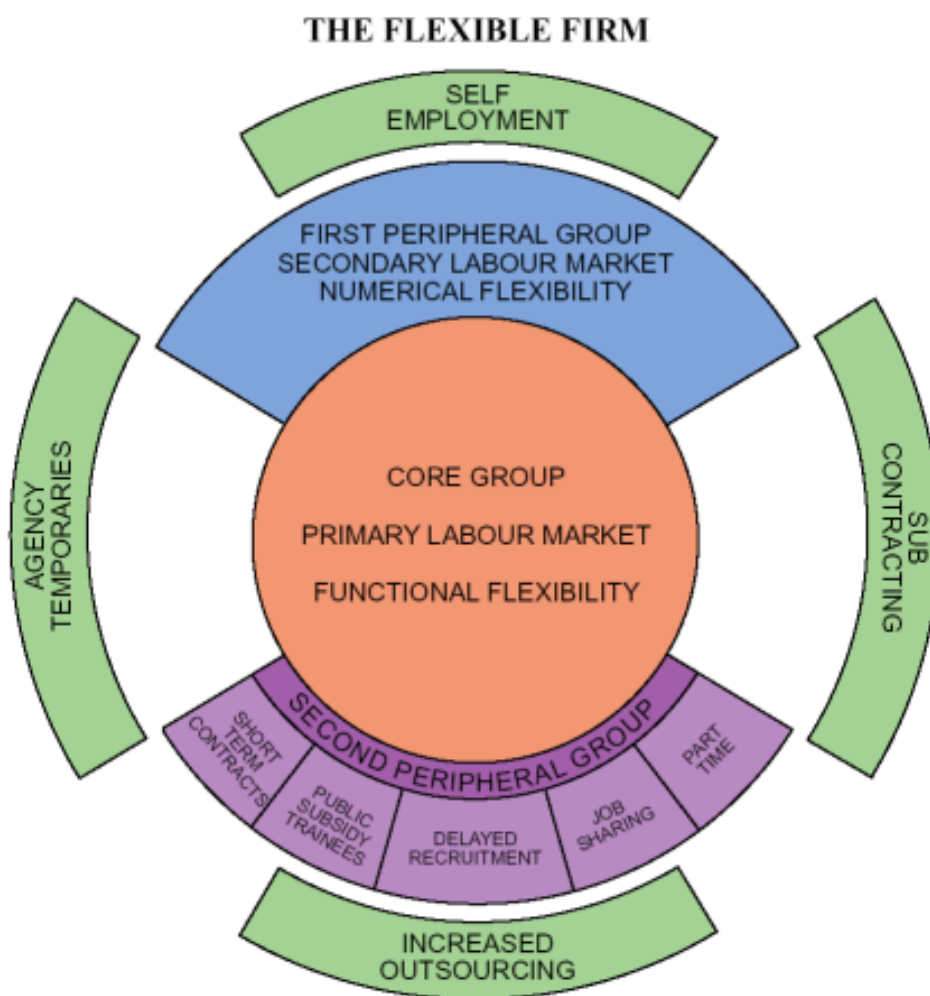 THE FLEXIBLE FIRM
SELF
EMPLOYMENT
FIRST PERIPHERAL GROUP
SECONDARY LABOUR MARKET
NUMERICAL FLEXIBILITY
AGENCY
TEMPORARIES
CORE GROUP
PRIMARY LABOUR MARKET
FUNCTIONAL FLEXIBILITY
SUB
CONTRACTING
SECOND PERIPHERAL GROUP
SHORT
TERM
CONTRACTS
PUBLIC
SUBSIDY
TRAINEES
DELAYED
RECRUITMENT
JOB
SHARING
PART
TIME
INCREASED
OUTSOURCING